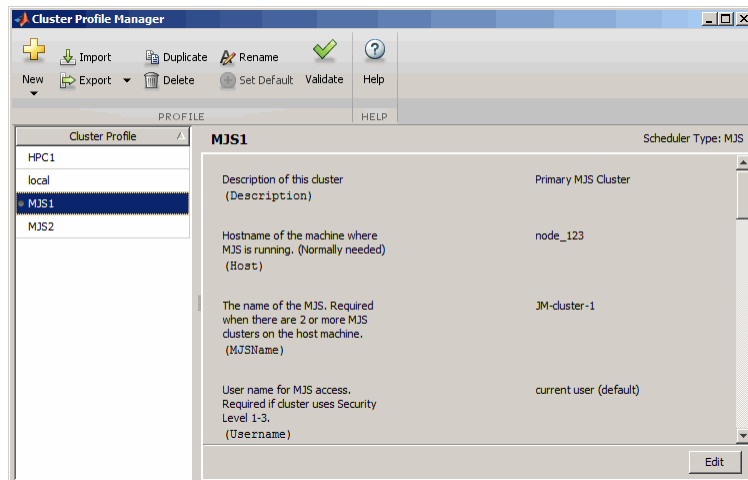 Cluster Profile Manager
Import
Duplicate
Rename
New
Export
Delete
Set Default
Validate
Help
PROFILE
HELP
Cluster Profile
HPC1
local
MJS1
MJS2
MJS1
Scheduler Type: MJS
Description of this cluster
(Description)
Primary MJS Cluster
Hostname of the machine where
MJS is running. (Normally needed)
(Host)
node_123
The name of the MJS. Required
when there are 2 or more MJS
clusters on the host machine.
(MJSName)
JM-cluster-1
User name for MJS access.
Required if cluster uses Security
Level 1-3.
(Username)
current user (default)
Edit